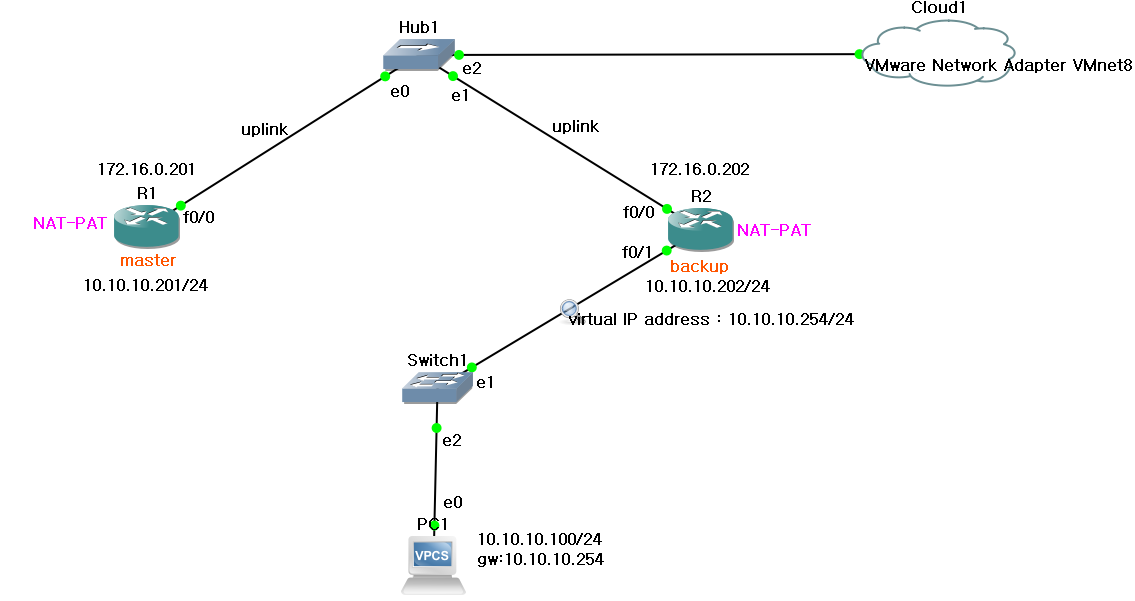 Cloud1
Hub1
VMware Network Adapter VMnet8
e2
e0
e1
uplink
uplink
172.16.0.201
172.16.0.202
R1
R2
f0/0
f0/0
NAT-PAT
NAT-PAT
f0/1
master
backup
10.10.10.201/24
10.10.10.202/24
virtual IP address : 10.10.10.254/24
Switch1
e1
e2
e0
PC1
VPCS
10.10.10.100/24
gw:10.10.10.254